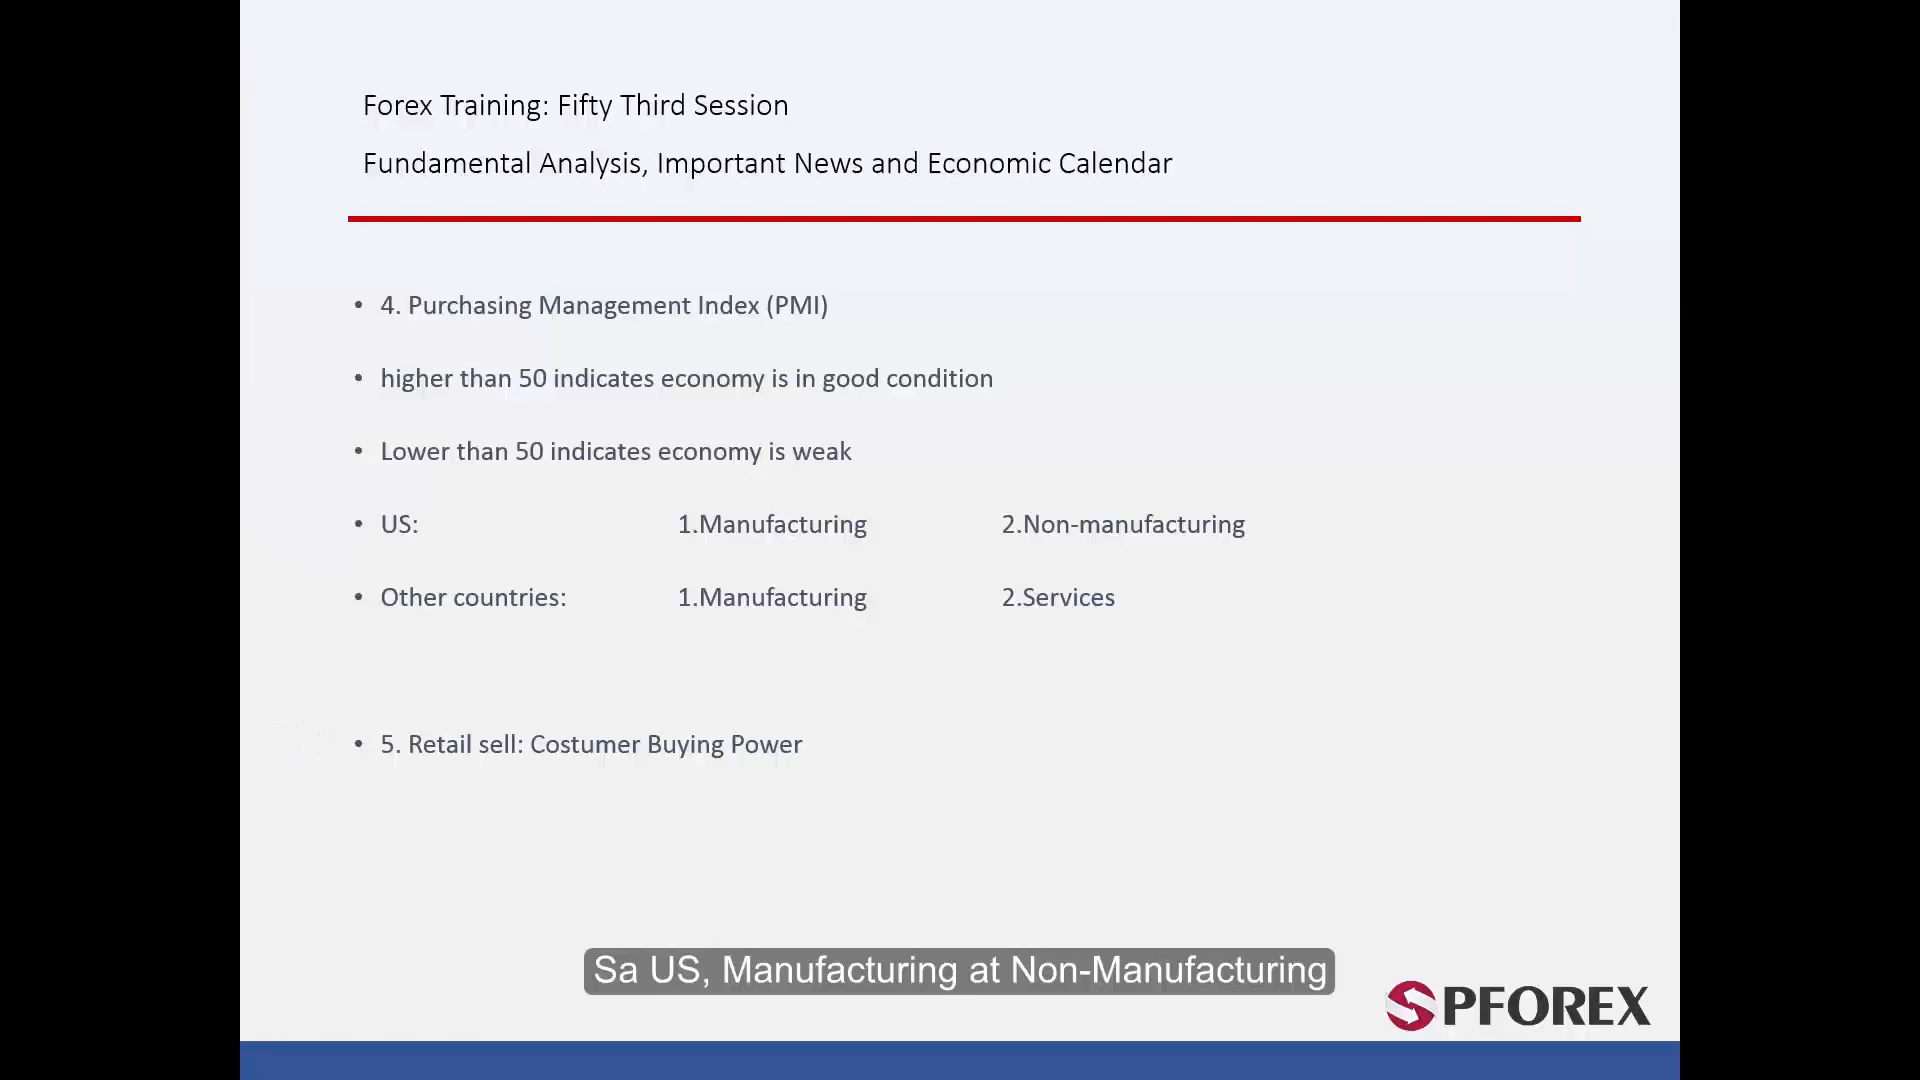 Forex Training: Fifty Third Session
Fundamental Analysis, Important News and Economic Calendar
• 4. Purchasing Management Index (PMI)
• higher than 50 indicates economy is in good condition
• Lower than 50 indicates economy is weak
• US: 1.Manufacturing 2.Non-manufacturing
• Other countries: 1.Manufacturing 2.Services
• 5. Retail sell: Costumer Buying Power
Sa US, Manufacturing at Non-Manufacturing
PFOREX